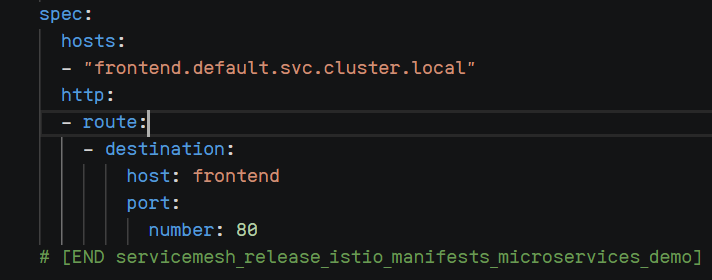 spec:
  hosts:
  - "frontend.default.svc.cluster.local"
  http:
  - route:
    - destination:
        host: frontend
        port:
          number: 80
# [END servicemesh_release_istio_manifests_microservices_demo]